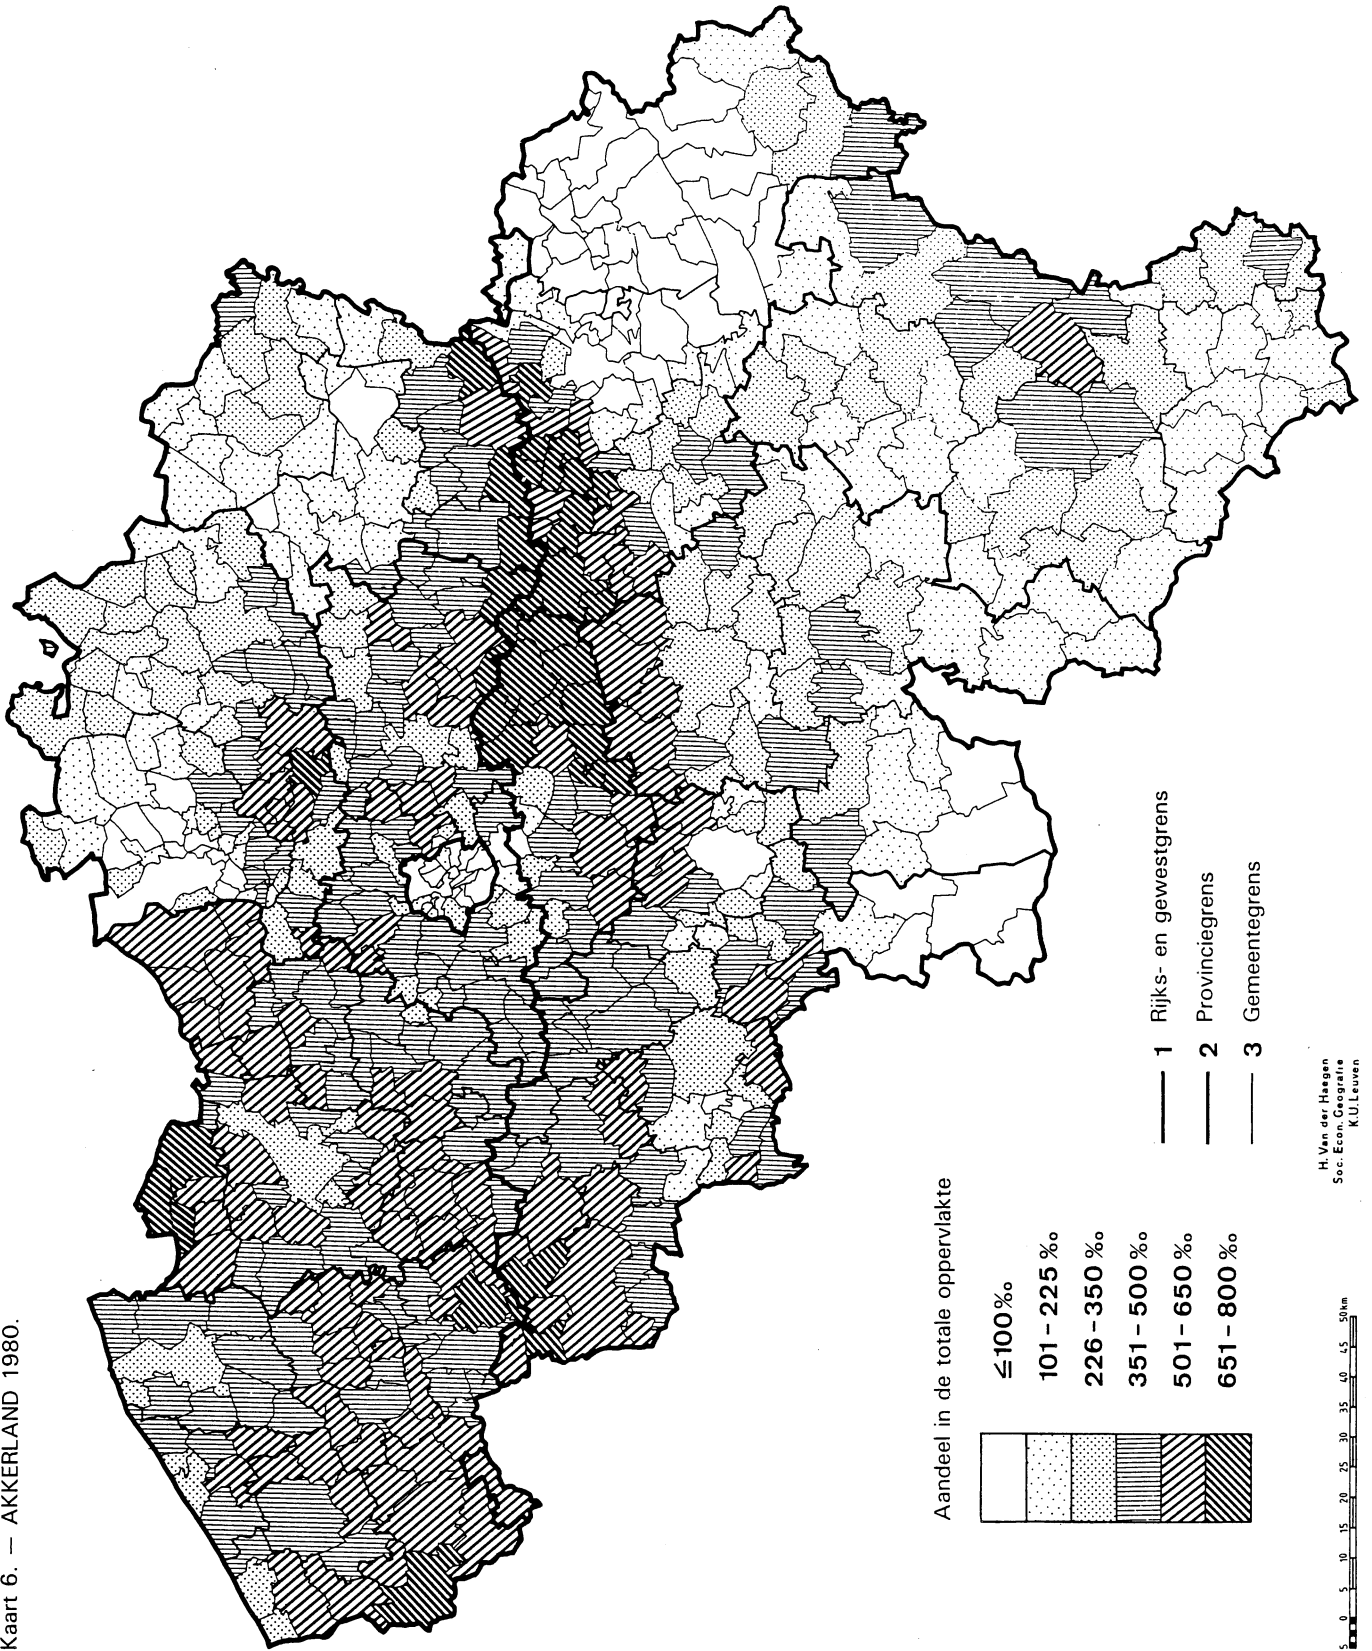 Kaart 6. — AKKERLAND 1980.
Aandeel in de totale oppervlakte
≤100‰
101–225‰
226–350‰
351–500‰
501–650‰
651–800‰
1 Rijks- en gewestgrens
2 Provinciegrens
3 Gemeentegrens
H. Van der Haegen
Soc. Econ. Geografie
K.U. Leuven
5 0 5 10 15 20 25 30 35 40 45 50km